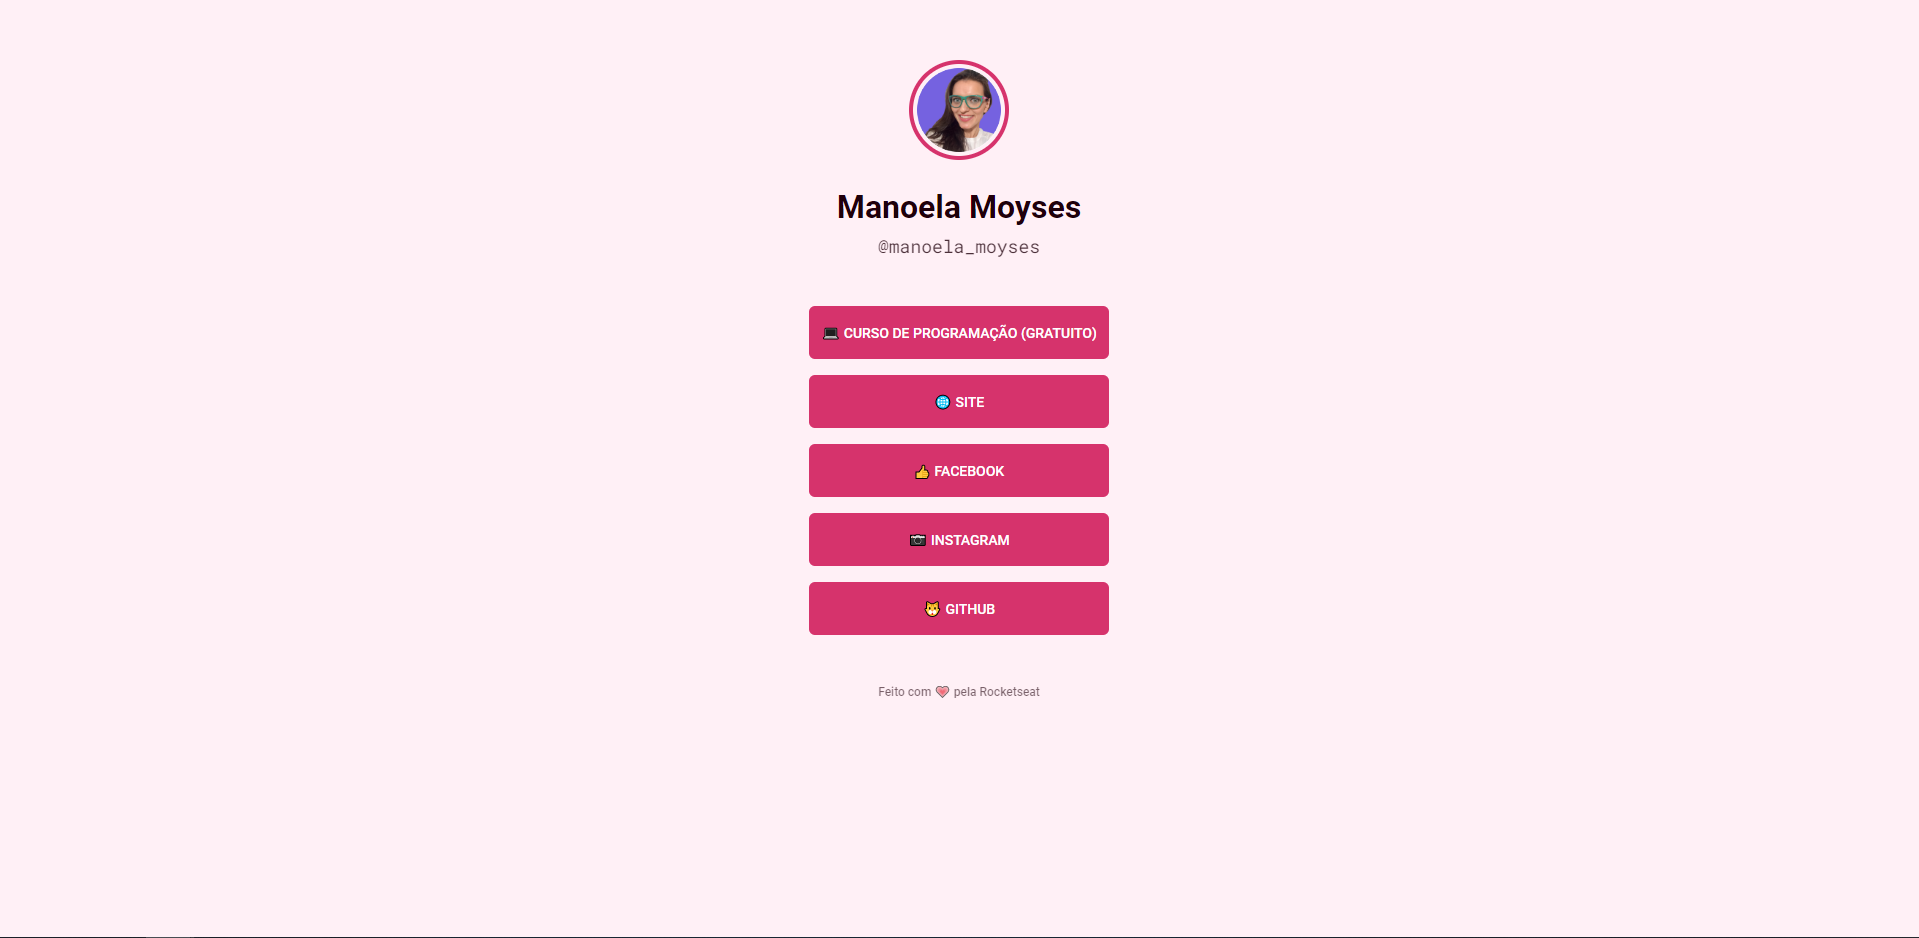 Manoela Moyses
@manoela_moyses
💻 CURSO DE PROGRAMAÇÃO (GRATUITO)
🌐 SITE
👍 FACEBOOK
📷 INSTAGRAM
🐱 GITHUB
Feito com 💗 pela Rocketseat